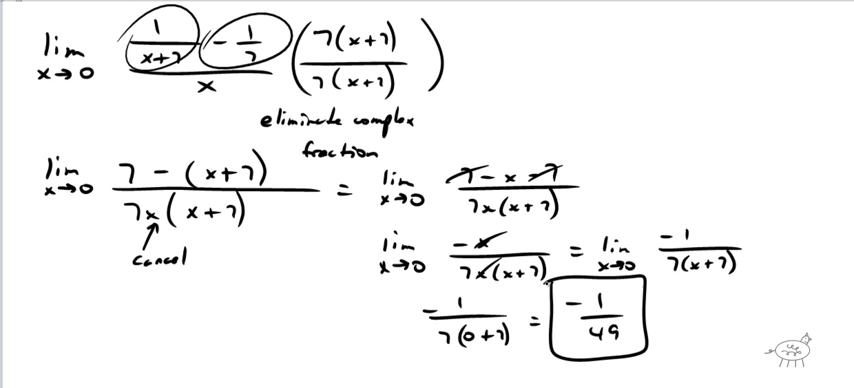 lim x→0 (1/(x+7) - 1/7)/x (7(x+7)/7(x+7))
eliminate complex
fraction
lim x→0 (7 - (x+7))/(7x(x+7)) = lim x→0 (7 - x - 7)/(7x(x+7))
cancel
lim x→0 (-x)/(7x(x+7)) = lim x→0 (-1)/(7(x+7))
-1/(7(0+7)) = -1/49